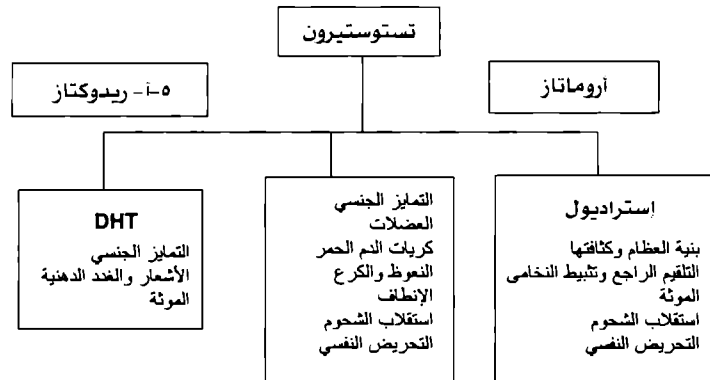 تستوستيرون
٥-أ- ريدوكتاز
أروماتاز
DHT
التمايز الجنسي
الأشعار والغدد الدهنية
الموثة
التمايز الجنسي
العضلات
كريات الدم الحمر
النعوظ والكرع
الإنطاف
استقلاب الشحوم
التحريض النفسي
إستراديول
بنية العظام وكثافتها
التلقيم الراجع وتثبيط النخامى
الموثة
استقلاب الشحوم
التحريض النفسي